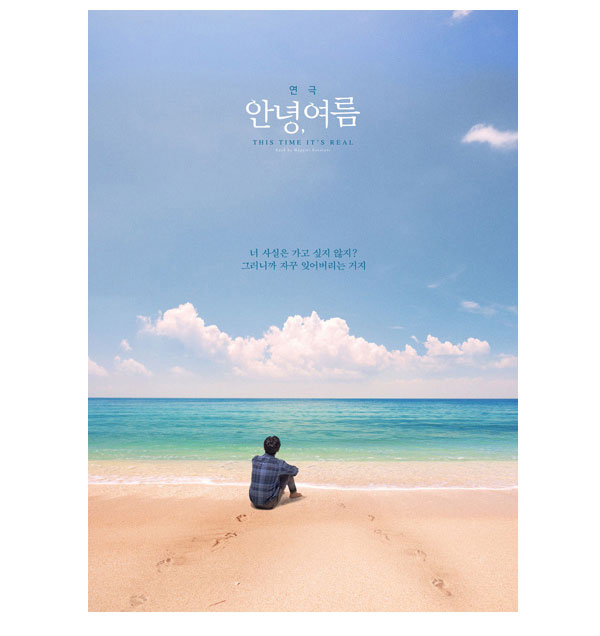 연 극
안녕, 여름
THIS TIME IT'S REAL
너 사실은 가고 싶지 않지?
그러니까 자꾸 잊어버리는 거지